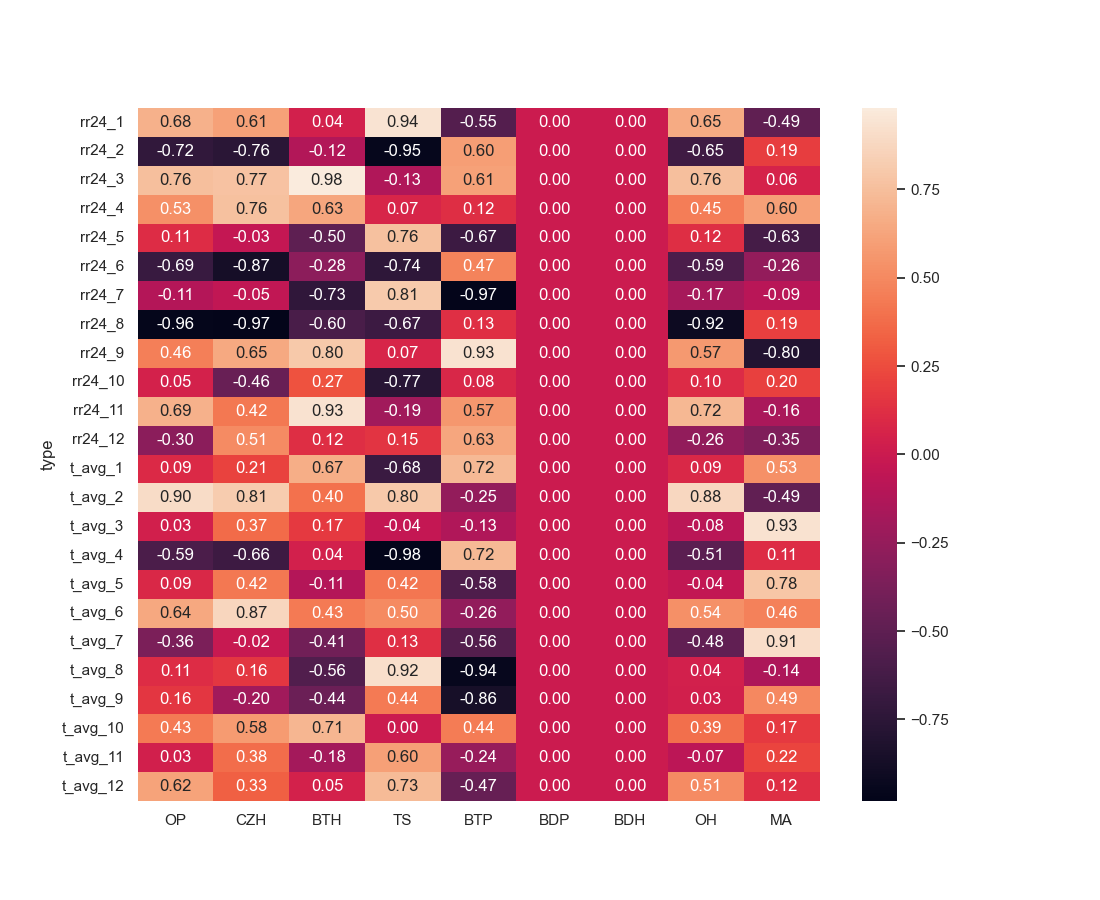 rr24_1 0.68 0.61 0.04 0.94 -0.55 0.00 0.00 0.65 -0.49
rr24_2 -0.72 -0.76 -0.12 -0.95 0.60 0.00 0.00 -0.65 0.19
rr24_3 0.76 0.77 0.98 -0.13 0.61 0.00 0.00 0.76 0.06
0.75
rr24_4 0.53 0.76 0.63 0.07 0.12 0.00 0.00 0.45 0.60
rr24_5 0.11 -0.03 -0.50 0.76 -0.67 0.00 0.00 0.12 -0.63
rr24_6 -0.69 -0.87 -0.28 -0.74 0.47 0.00 0.00 -0.59 -0.26
0.50
rr24_7 -0.11 -0.05 -0.73 0.81 -0.97 0.00 0.00 -0.17 -0.09
rr24_8 -0.96 -0.97 -0.60 -0.67 0.13 0.00 0.00 -0.92 0.19
rr24_9 0.46 0.65 0.80 0.07 0.93 0.00 0.00 0.57 -0.80
0.25
rr24_10 0.05 -0.46 0.27 -0.77 0.08 0.00 0.00 0.10 0.20
rr24_11 0.69 0.42 0.93 -0.19 0.57 0.00 0.00 0.72 -0.16
rr24_12 -0.30 0.51 0.12 0.15 0.63 0.00 0.00 -0.26 -0.35
type
0.00
t_avg_1 0.09 0.21 0.67 -0.68 0.72 0.00 0.00 0.09 0.53
t_avg_2 0.90 0.81 0.40 0.80 -0.25 0.00 0.00 0.88 -0.49
t_avg_3 0.03 0.37 0.17 -0.04 -0.13 0.00 0.00 -0.08 0.93
−0.25
t_avg_4 -0.59 -0.66 0.04 -0.98 0.72 0.00 0.00 -0.51 0.11
t_avg_5 0.09 0.42 -0.11 0.42 -0.58 0.00 0.00 -0.04 0.78
t_avg_6 0.64 0.87 0.43 0.50 -0.26 0.00 0.00 0.54 0.46
−0.50
t_avg_7 -0.36 -0.02 -0.41 0.13 -0.56 0.00 0.00 -0.48 0.91
t_avg_8 0.11 0.16 -0.56 0.92 -0.94 0.00 0.00 0.04 -0.14
t_avg_9 0.16 -0.20 -0.44 0.44 -0.86 0.00 0.00 0.03 0.49
−0.75
t_avg_10 0.43 0.58 0.71 0.00 0.44 0.00 0.00 0.39 0.17
t_avg_11 0.03 0.38 -0.18 0.60 -0.24 0.00 0.00 -0.07 0.22
t_avg_12 0.62 0.33 0.05 0.73 -0.47 0.00 0.00 0.51 0.12
OP CZH BTH TS BTP BDP BDH OH MA